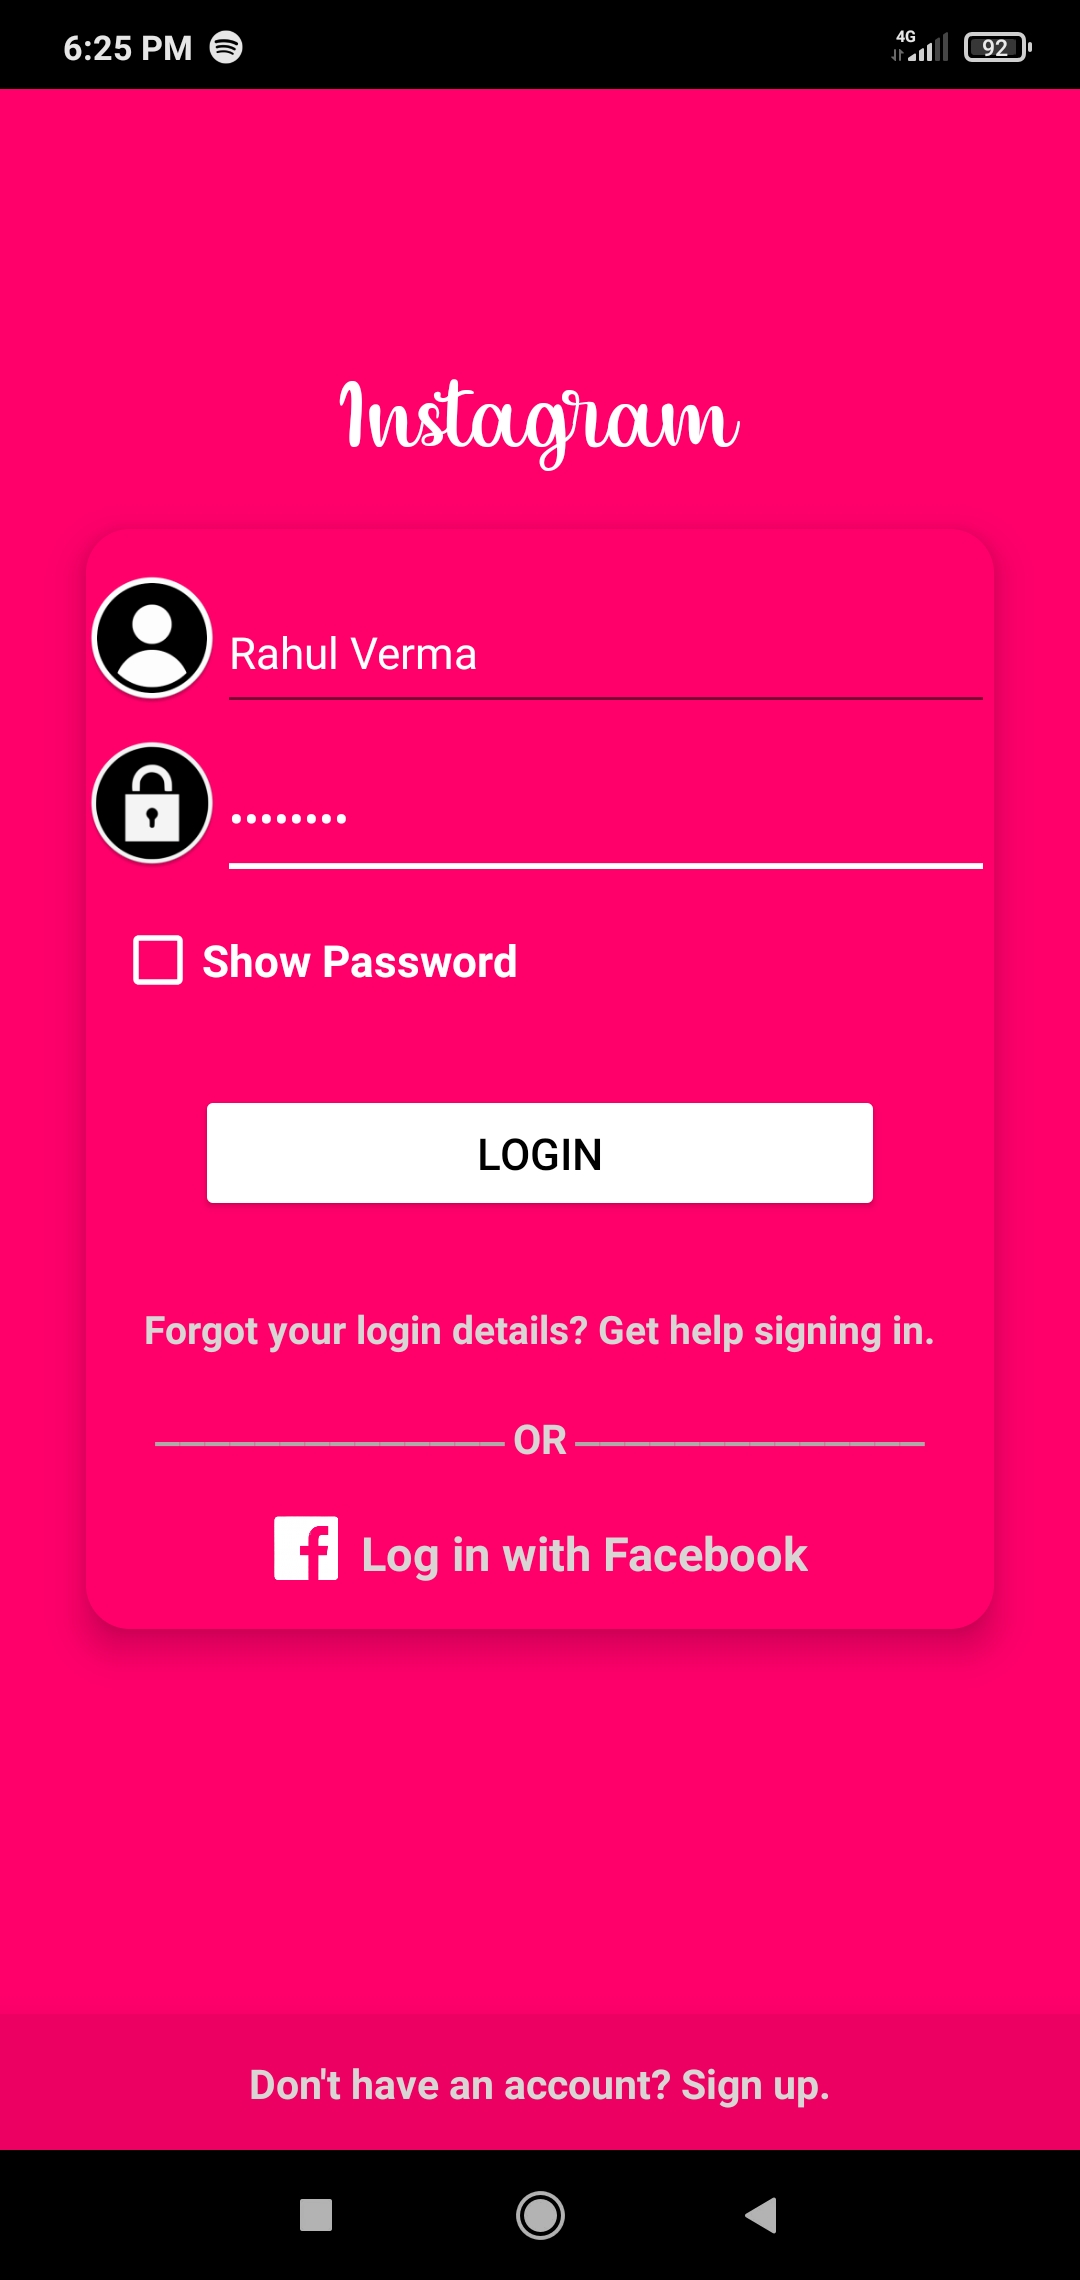 6:25 PM
4G
92
Instagram
Rahul Verma
••••••••
Show Password
LOGIN
Forgot your login details? Get help signing in.
OR
Log in with Facebook
Don't have an account? Sign up.